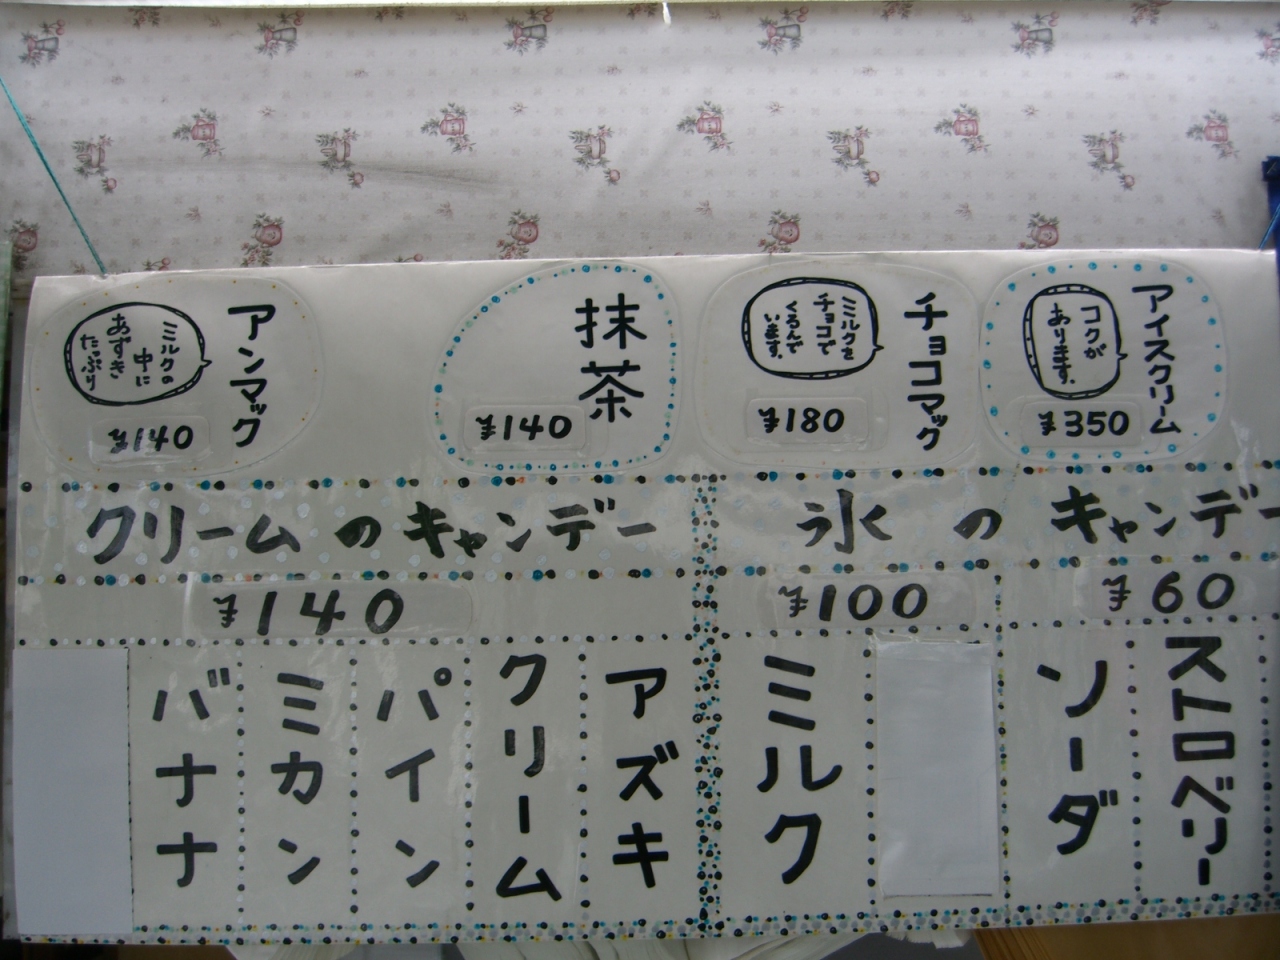 アイスクリーム
コクが
あります。
¥350
チョコマック
ミルクを
チョコで
くるんで
います。
¥180
抹茶
¥140
アンマック
ミルクの
中に
あずき
たっぷり
¥140
氷のキャンデー
¥60
ストロベリー
ソーダ
¥100
ミルク
クリームのキャンデー
¥140
アズキ
クリーム
パイン
ミカン
バナナ